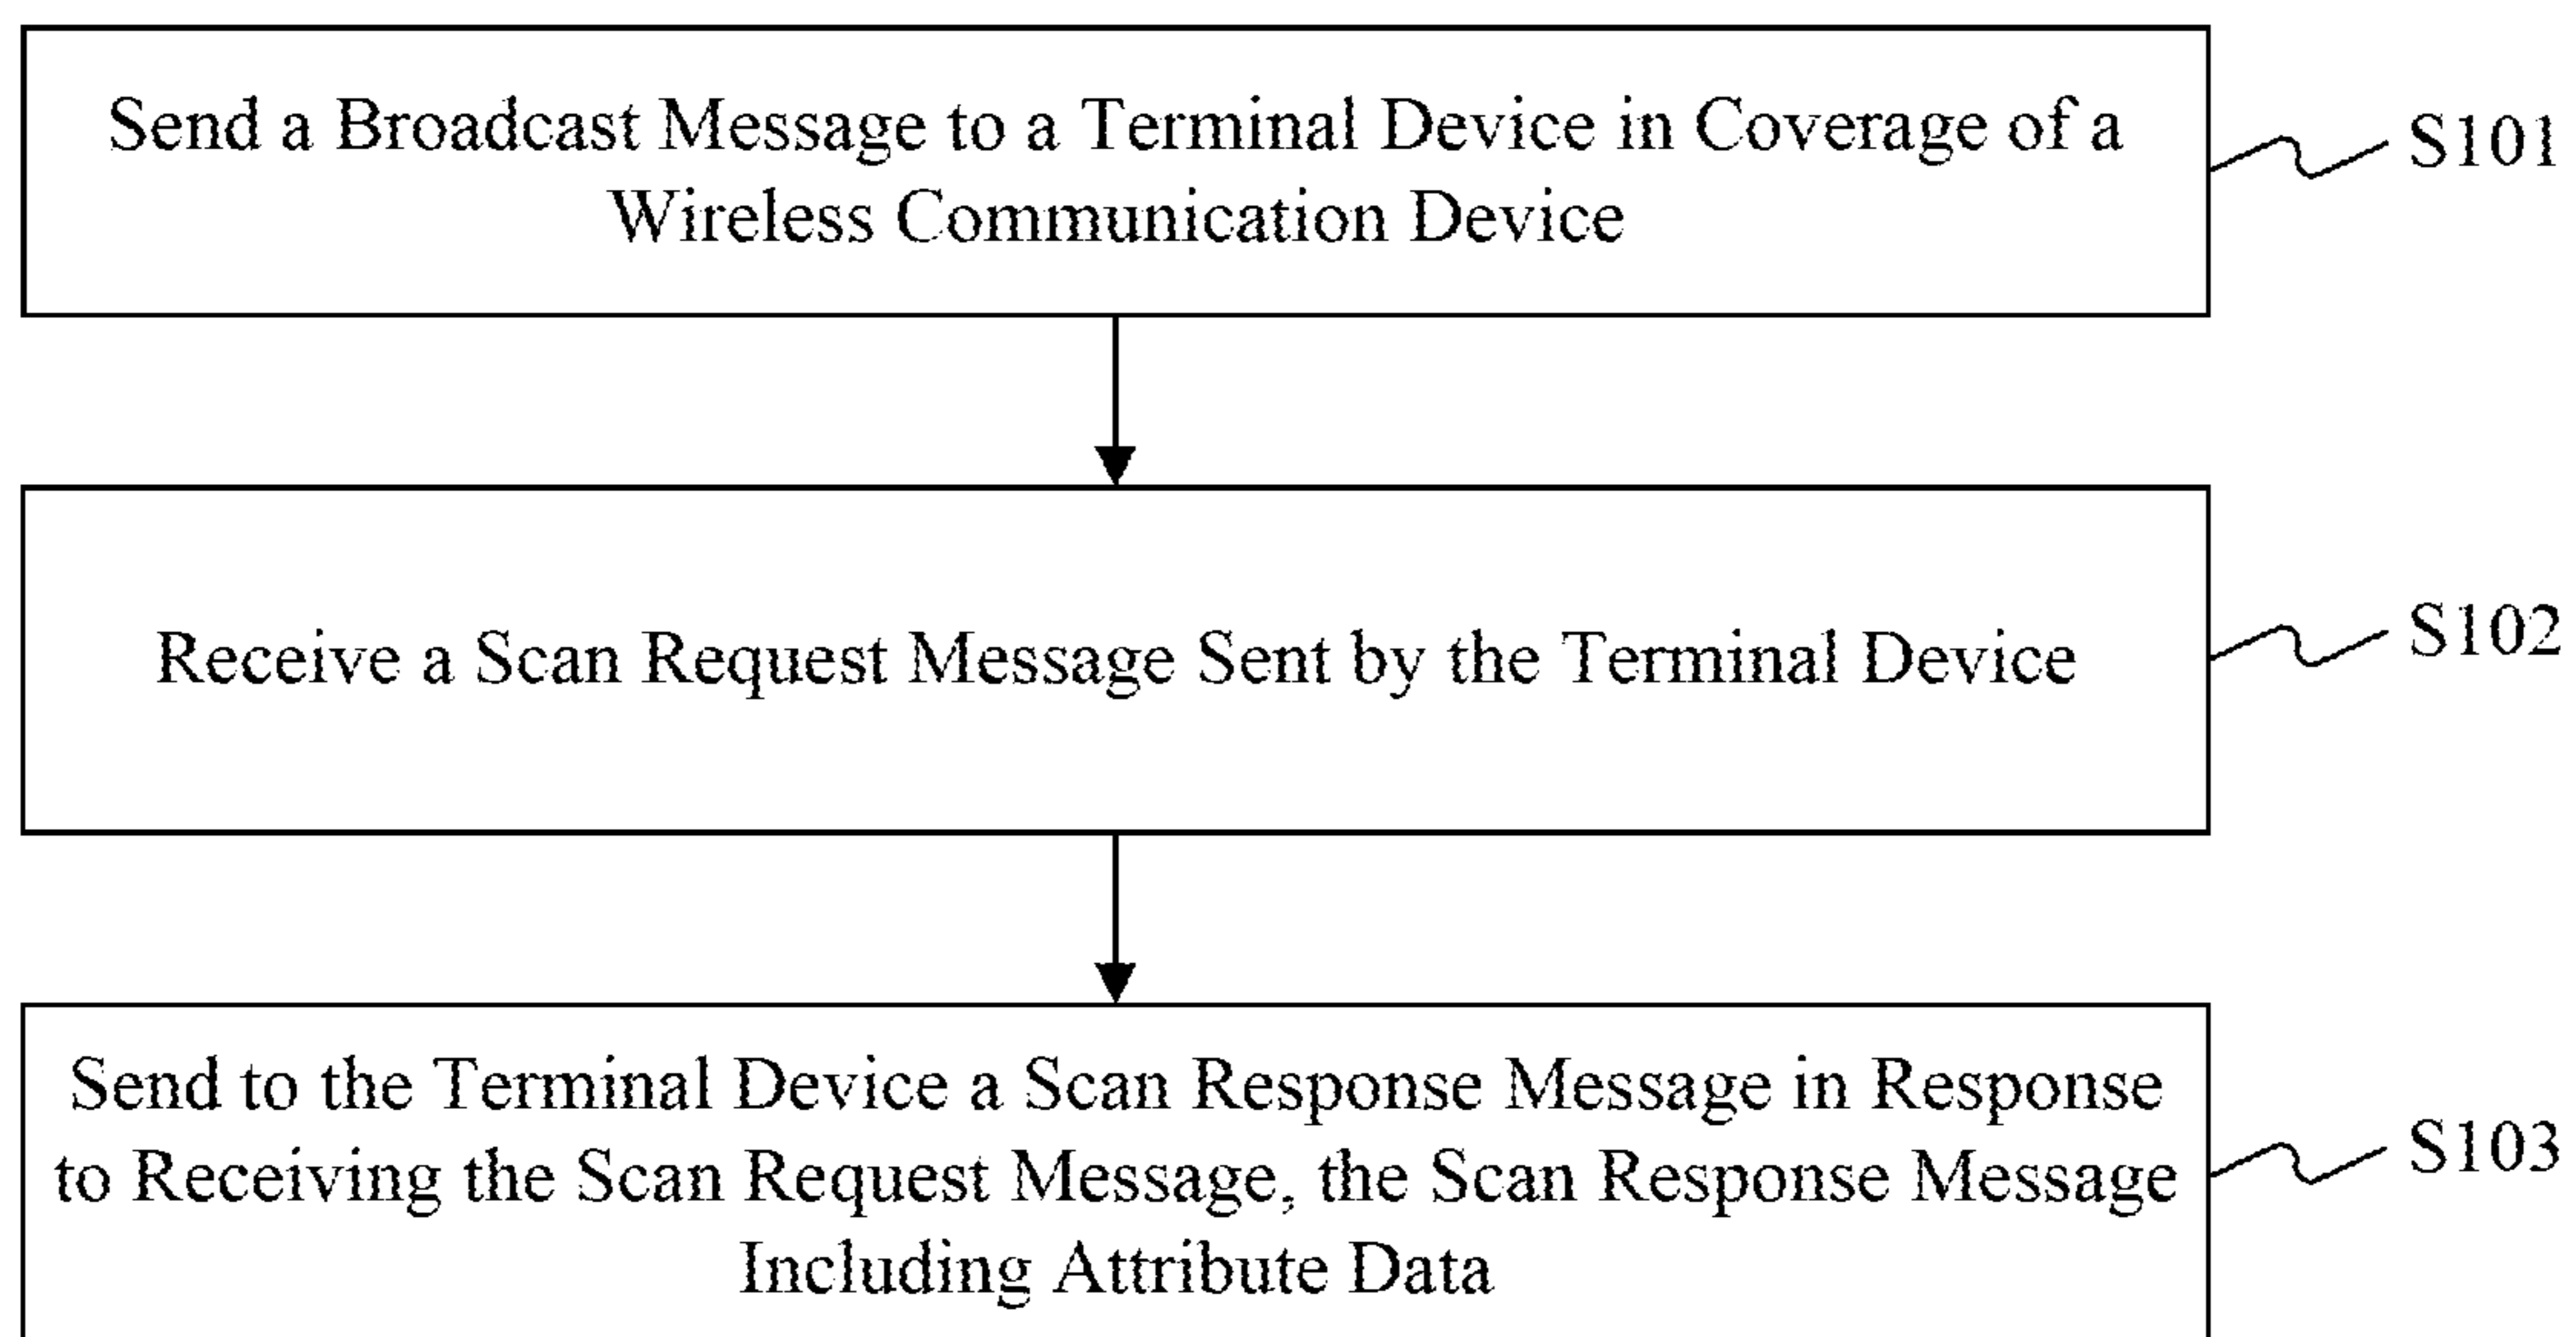 Send a Broadcast Message to a Terminal Device in Coverage of a
Wireless Communication Device
S101
Receive a Scan Request Message Sent by the Terminal Device
S102
Send to the Terminal Device a Scan Response Message in Response
to Receiving the Scan Request Message, the Scan Response Message
Including Attribute Data
S103